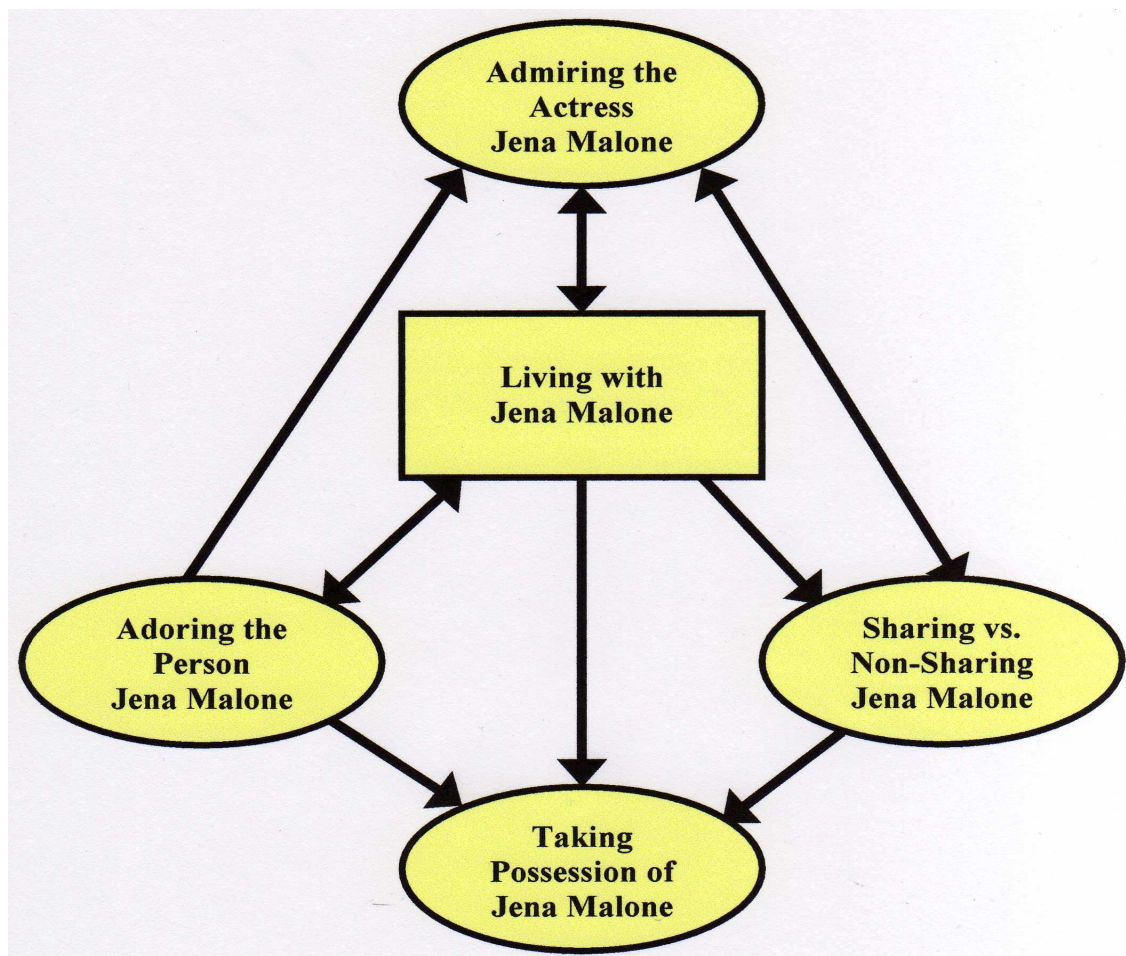 Admiring the
Actress
Jena Malone
Living with
Jena Malone
Adoring the
Person
Jena Malone
Sharing vs.
Non-Sharing
Jena Malone
Taking
Possession of
Jena Malone